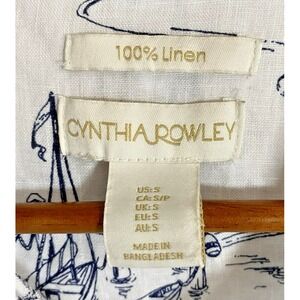 100% Linen
CYNTHIA ROWLEY
US:S
CA:S/P
UK:S
EU:S
AU:S
MADE IN
BANGLADESH